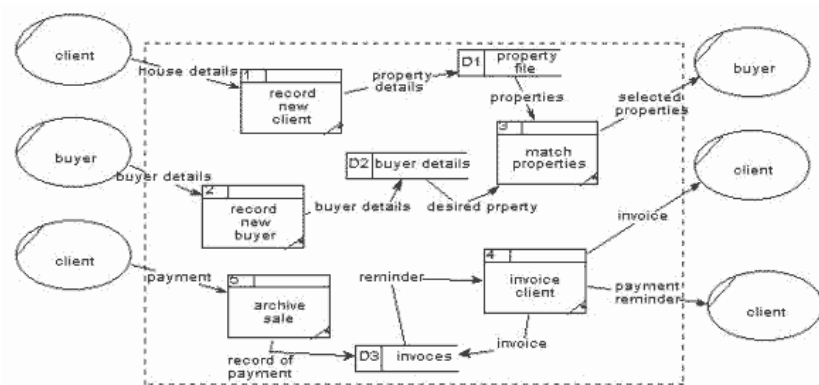 client
house details
1
record
new
client
property
details
D1
property
file
properties
buyer
selected
properties
buyer
buyer details
2
record
new
buyer
buyer details
D2
buyer details
desired prperty
3
match
properties
client
invoice
client
payment
5
archive
sale
record of
payment
reminder
D3
invoces
4
invoice
client
invoice
payment
reminder
client